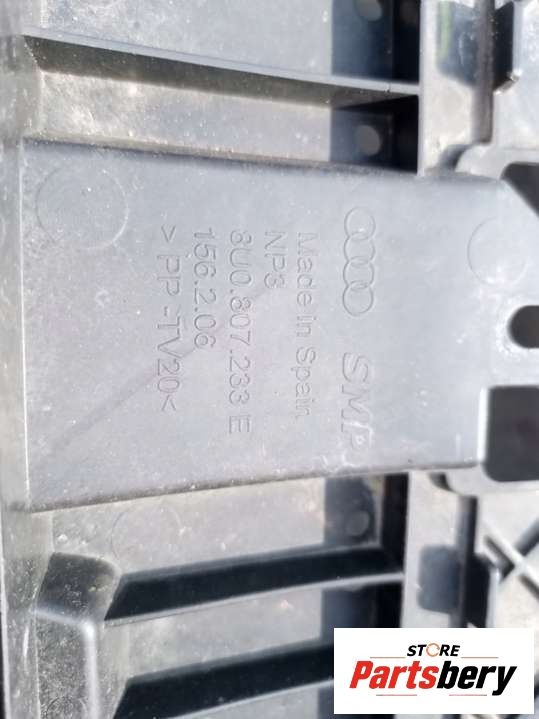 SMP
Made in Spain
NP3
8U0.807.233 E
156.2.06
> PP -TV20<
STORE
Partsbery